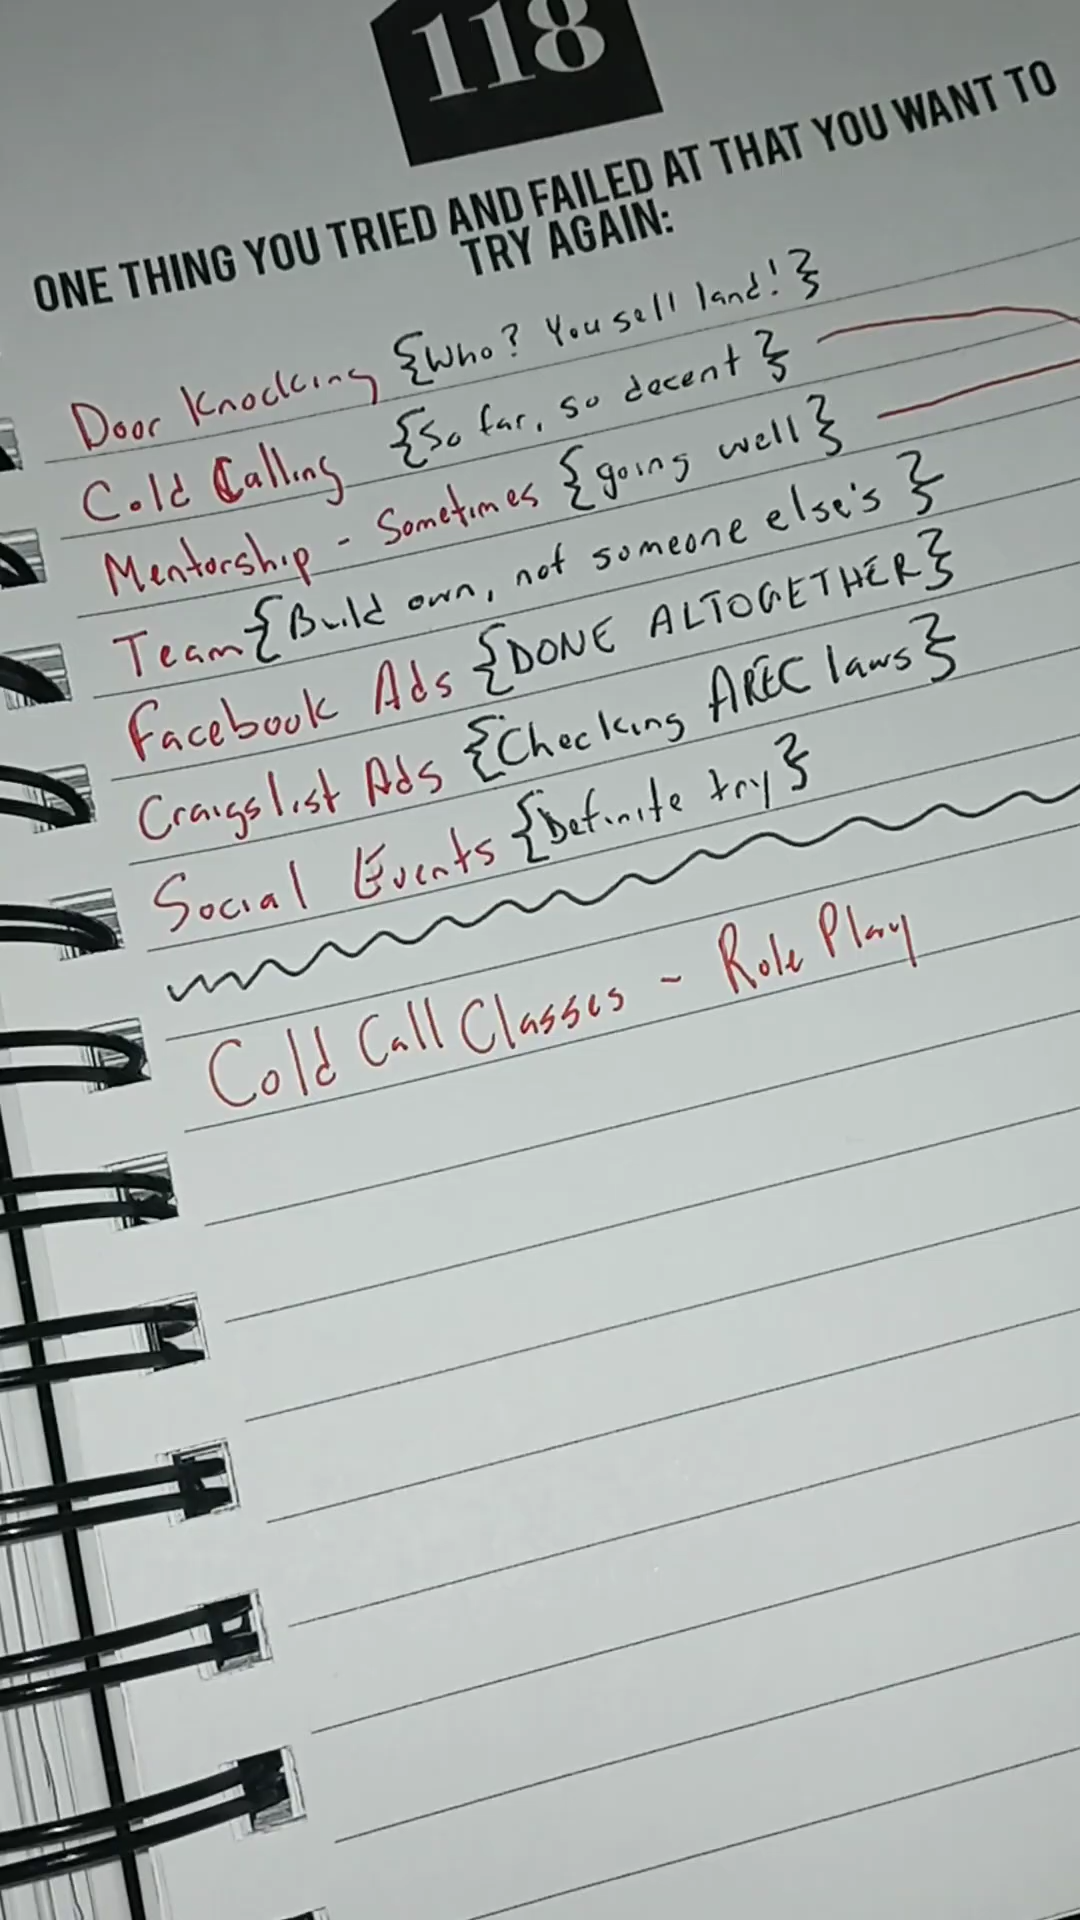 118
ONE THING YOU TRIED AND FAILED AT THAT YOU WANT TO
TRY AGAIN:
Door Knocking {Who? You sell land!}
Cold Calling {So far, so decent}
Mentorship - Sometimes {going well}
Team {Build own, not someone else's}
Facebook Ads {DONE ALTOGETHER}
Craigslist Ads {Checking AREC laws}
Social Events {Definite try}
Cold Call Classes - Role Play